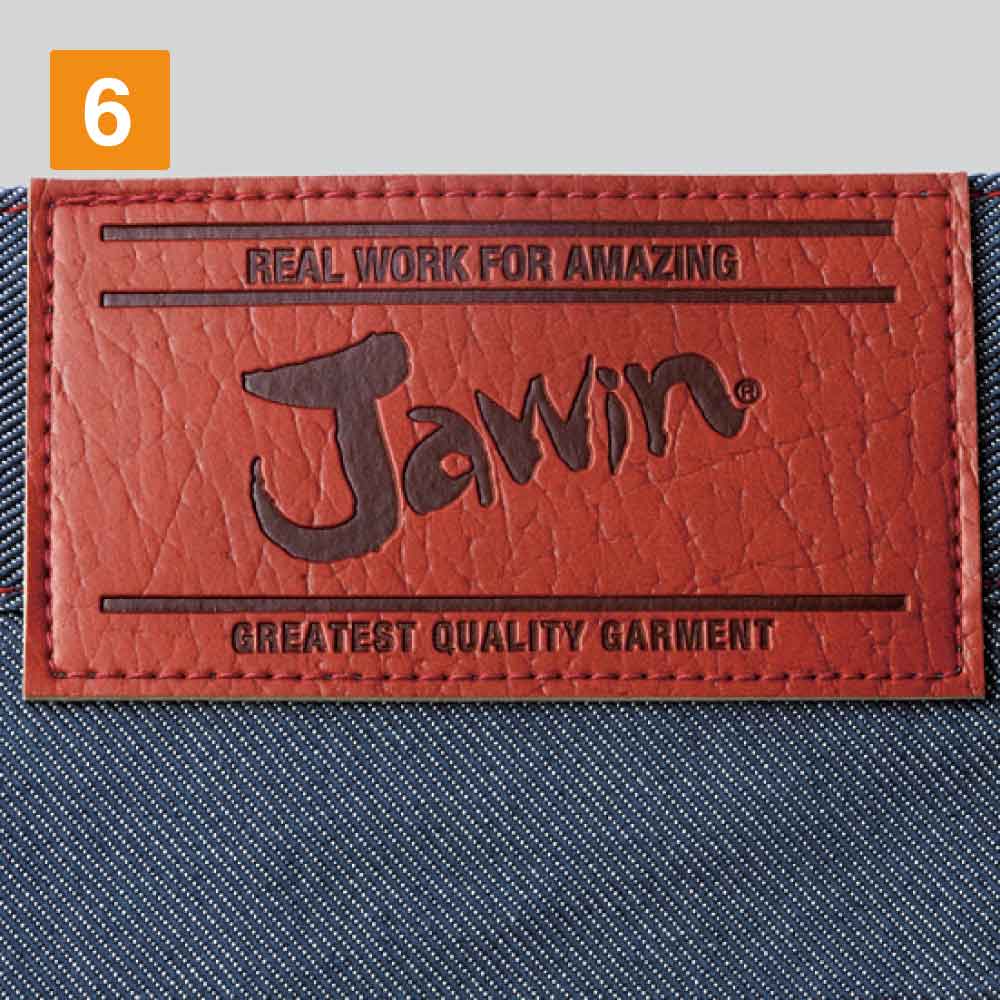 6
REAL WORK FOR AMAZING
Jawin®
GREATEST QUALITY GARMENT